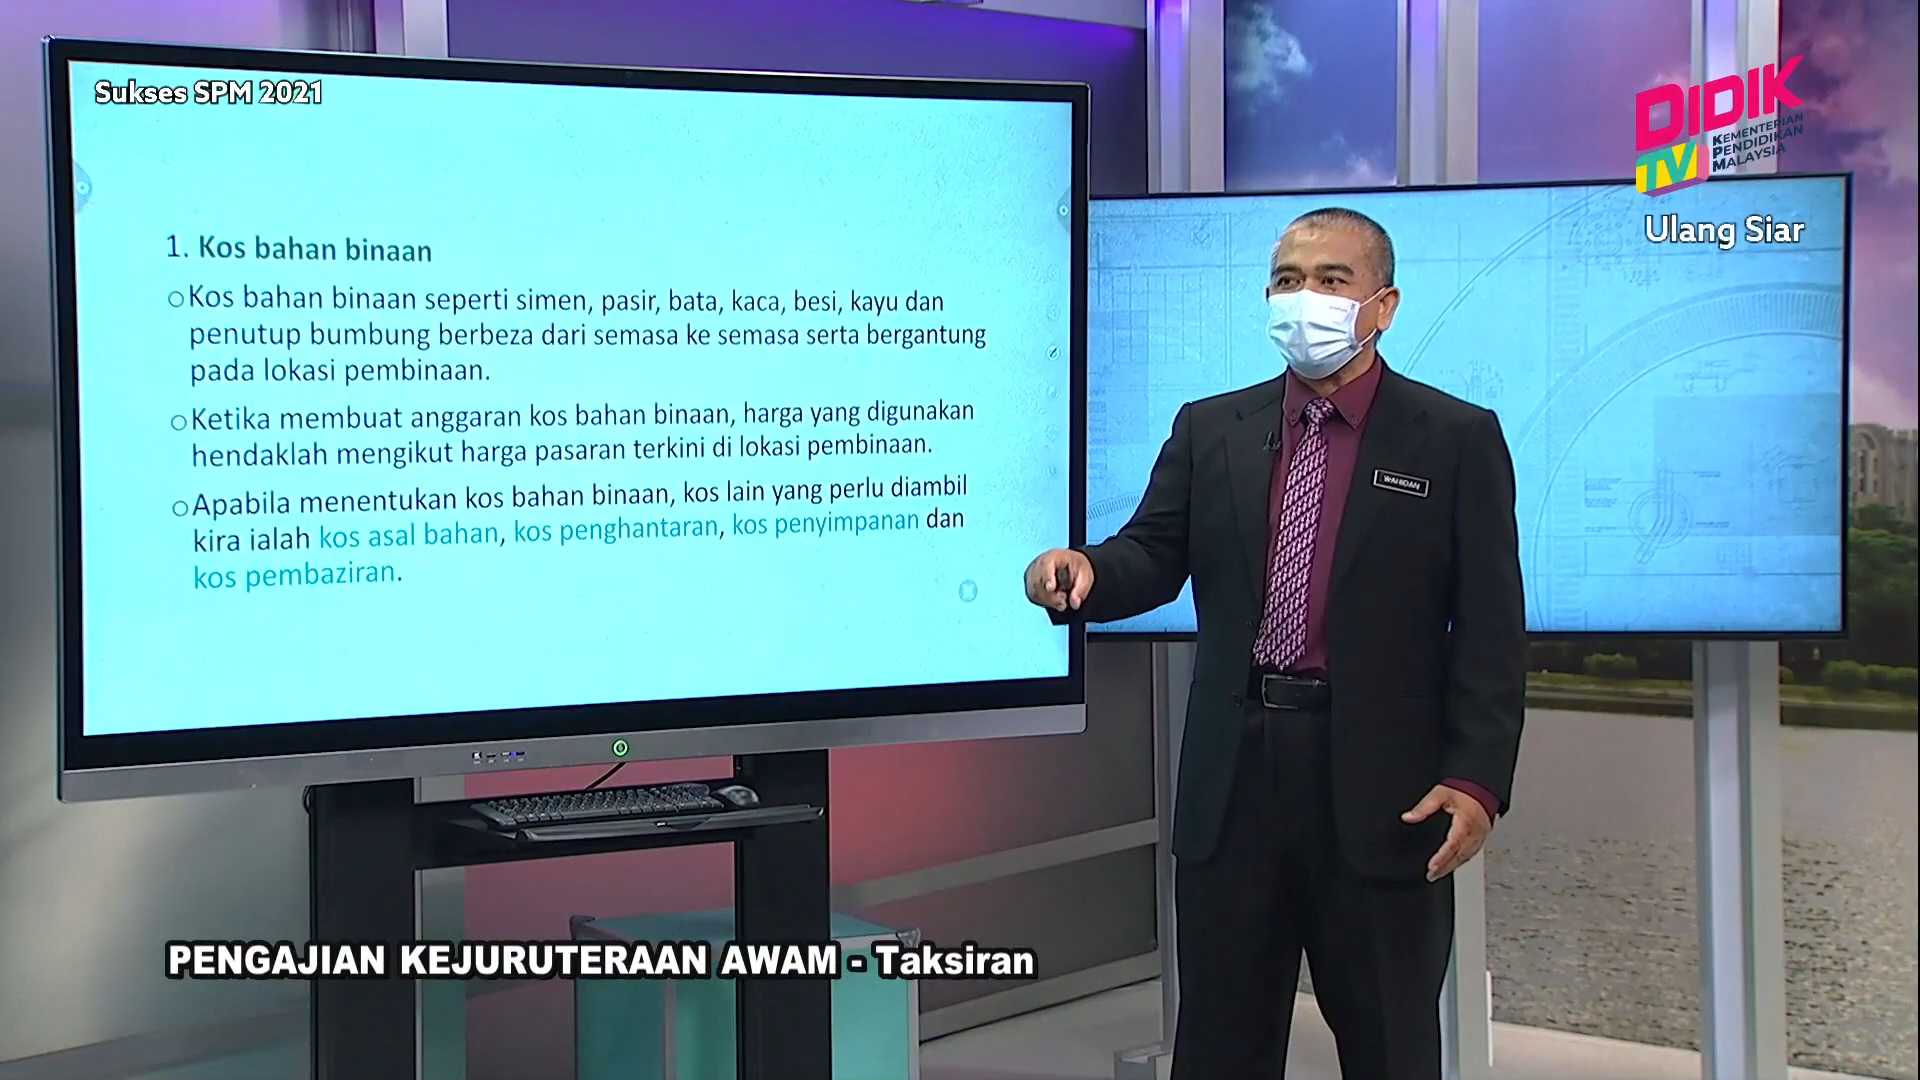 Sukses SPM 2021
DIDIK
TV
KEMENTERIAN
PENDIDIKAN
MALAYSIA
Ulang Siar
1. Kos bahan binaan
Kos bahan binaan seperti simen, pasir, bata, kaca, besi, kayu dan
penutup bumbung berbeza dari semasa ke semasa serta bergantung
pada lokasi pembinaan.
Ketika membuat anggaran kos bahan binaan, harga yang digunakan
hendaklah mengikut harga pasaran terkini di lokasi pembinaan.
Apabila menentukan kos bahan binaan, kos lain yang perlu diambil
kira ialah kos asal bahan, kos penghantaran, kos penyimpanan dan
kos pembaziran.
WAHIDAN
PENGAJIAN KEJURUTERAAN AWAM - Taksiran